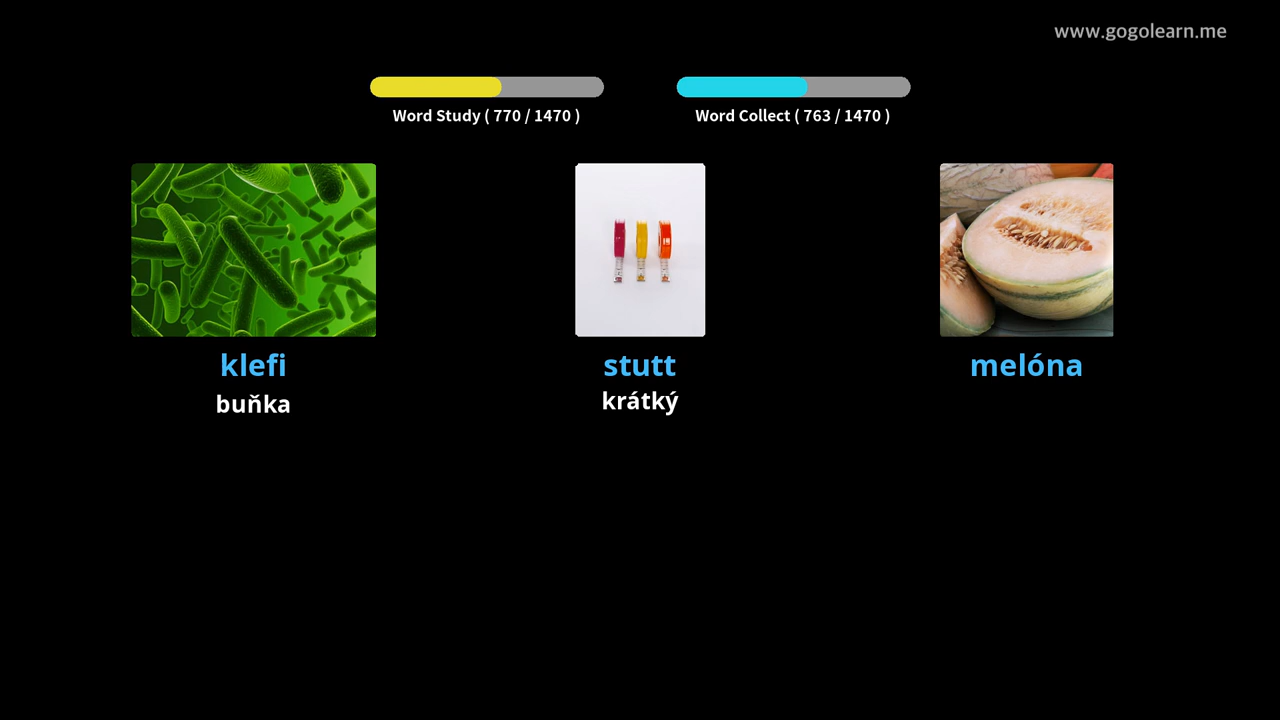 www.gogolearn.me
Word Study ( 770 / 1470 )
Word Collect ( 763 / 1470 )
klefi
buňka
stutt
krátký
melóna